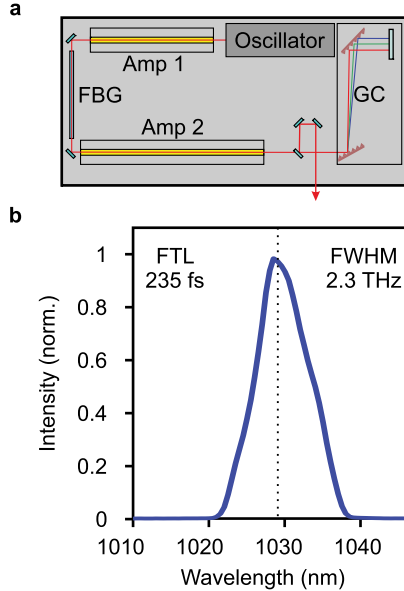 a
Oscillator
Amp 1
FBG
GC
Amp 2
b
FTL
235 fs
FWHM
2.3 THz
Intensity (norm.)
1
0.8
0.6
0.4
0.2
0
1010
1020
1030
1040
Wavelength (nm)